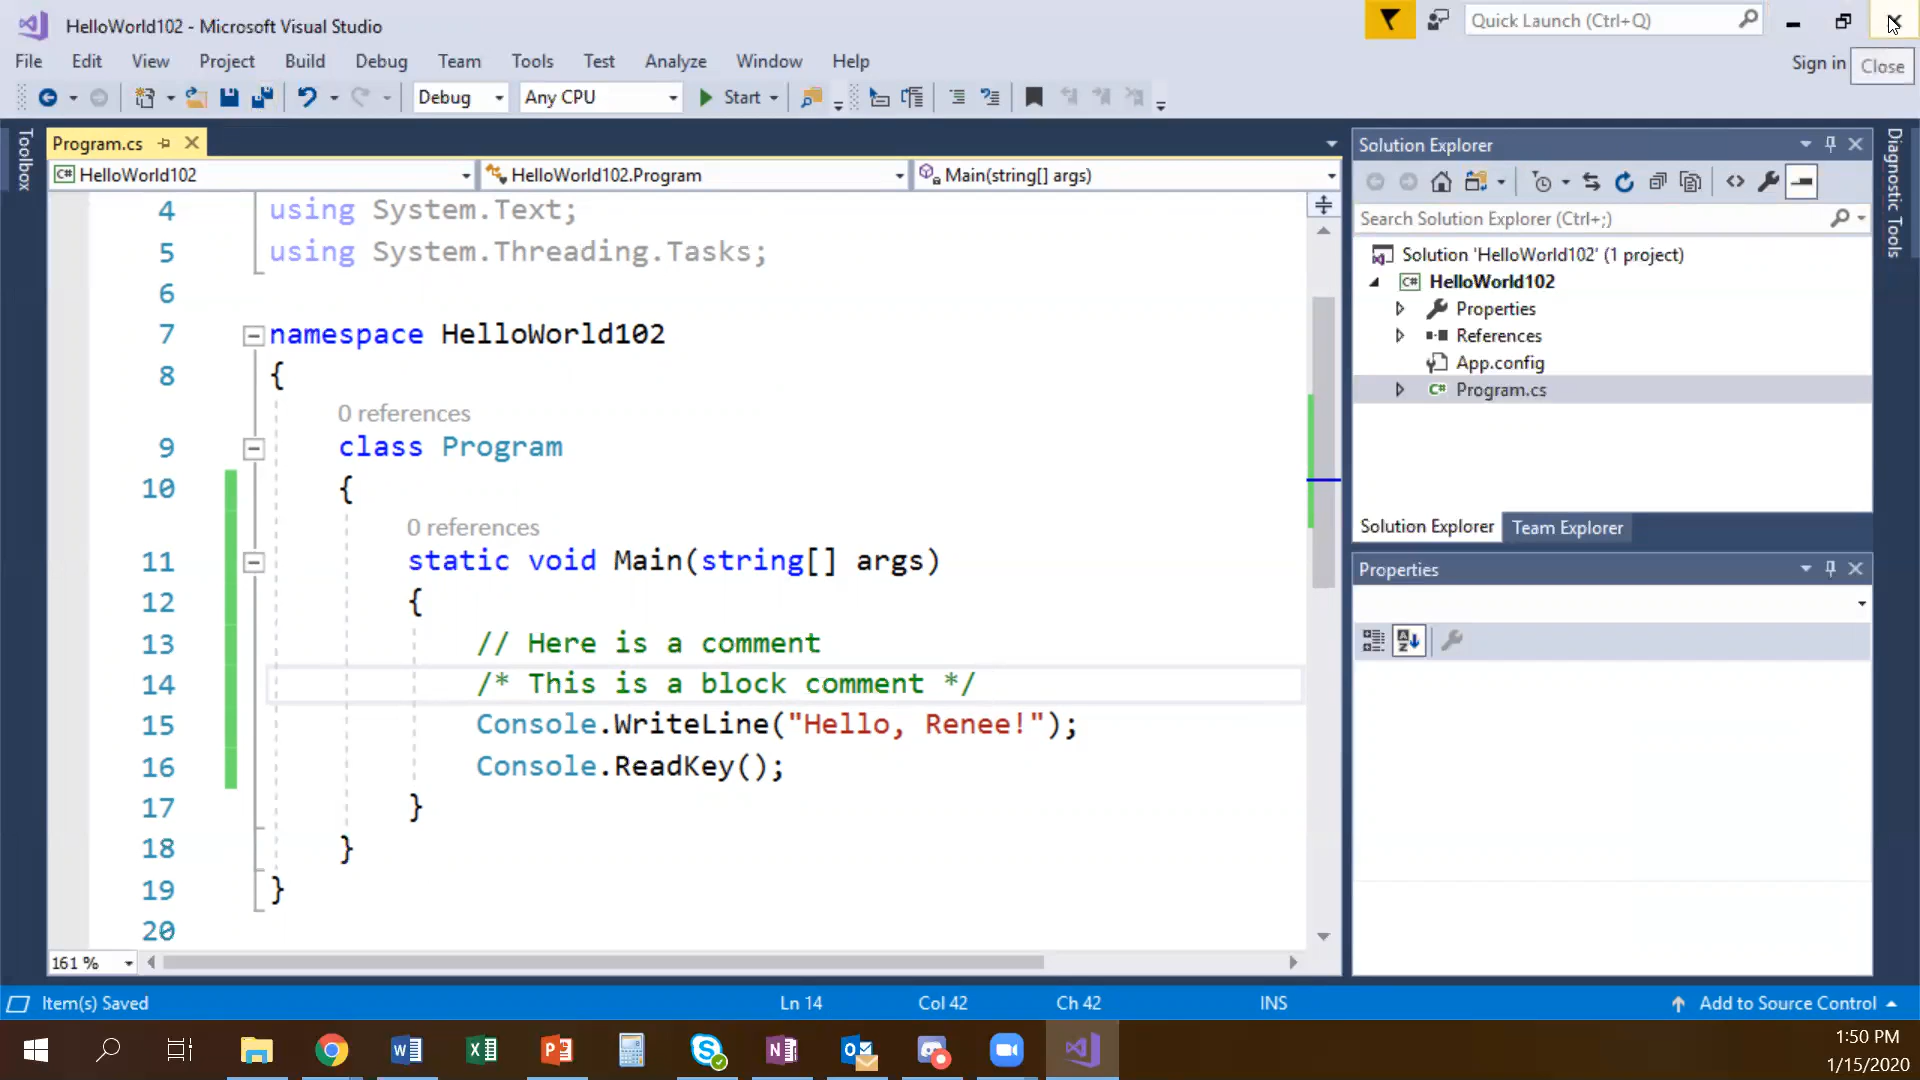 HelloWorld102 - Microsoft Visual Studio
Quick Launch (Ctrl+Q)
File Edit View Project Build Debug Team Tools Test Analyze Window Help
Sign in
Close
Debug Any CPU Start
Toolbox
Program.cs
HelloWorld102 HelloWorld102.Program Main(string[] args)
4 using System.Text;
5 using System.Threading.Tasks;
6
7 namespace HelloWorld102
8 {
0 references
9 class Program
10 {
0 references
11 static void Main(string[] args)
12 {
13 // Here is a comment
14 /* This is a block comment */
15 Console.WriteLine("Hello, Renee!");
16 Console.ReadKey();
17 }
18 }
19 }
20
161 %
Solution Explorer
Search Solution Explorer (Ctrl+;)
Solution 'HelloWorld102' (1 project)
HelloWorld102
Properties
References
App.config
Program.cs
Solution Explorer Team Explorer
Properties
Diagnostic Tools
Item(s) Saved Ln 14 Col 42 Ch 42 INS Add to Source Control
1:50 PM
1/15/2020